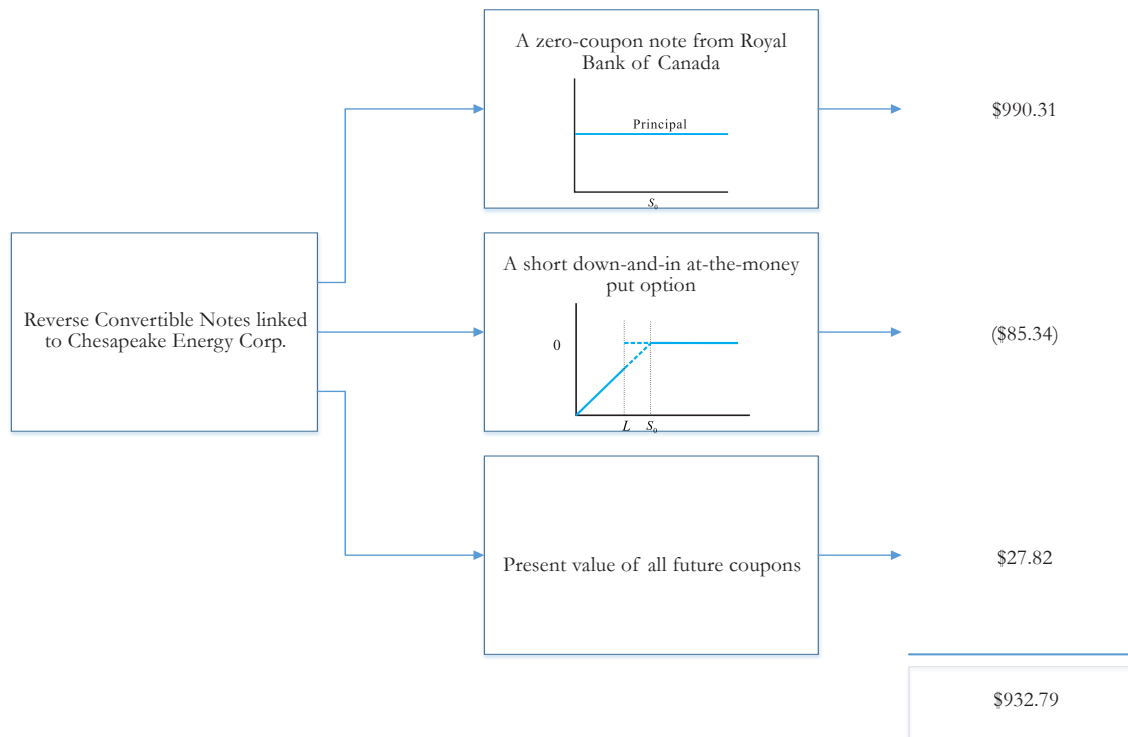 A zero-coupon note from Royal
Bank of Canada
Principal
S₀
$990.31
Reverse Convertible Notes linked
to Chesapeake Energy Corp.
A short down-and-in at-the-money
put option
0
L S₀
($85.34)
Present value of all future coupons
$27.82
$932.79